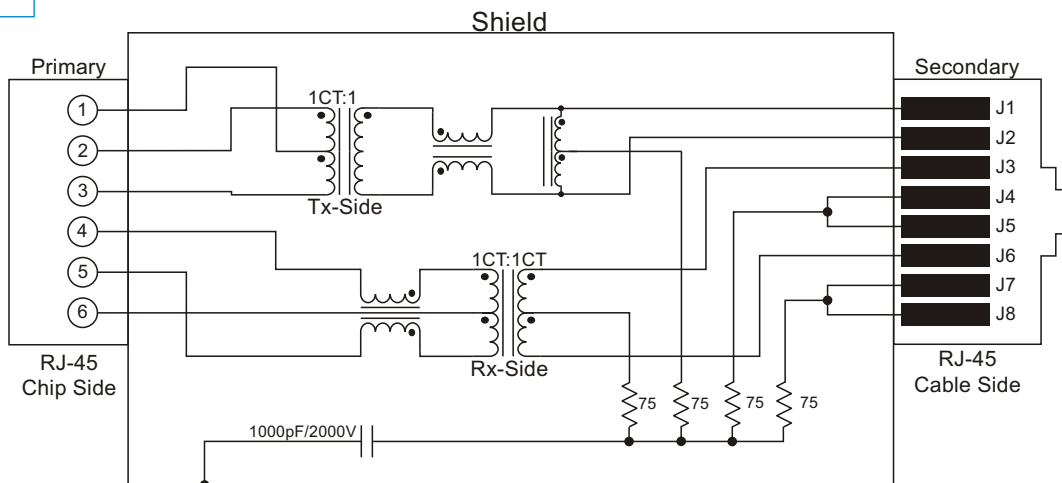 Shield
Primary
Secondary
1
2
3
4
5
6
1CT:1
Tx-Side
1CT:1CT
Rx-Side
J1
J2
J3
J4
J5
J6
J7
J8
RJ-45
Chip Side
RJ-45
Cable Side
75
75
75
75
1000pF/2000V